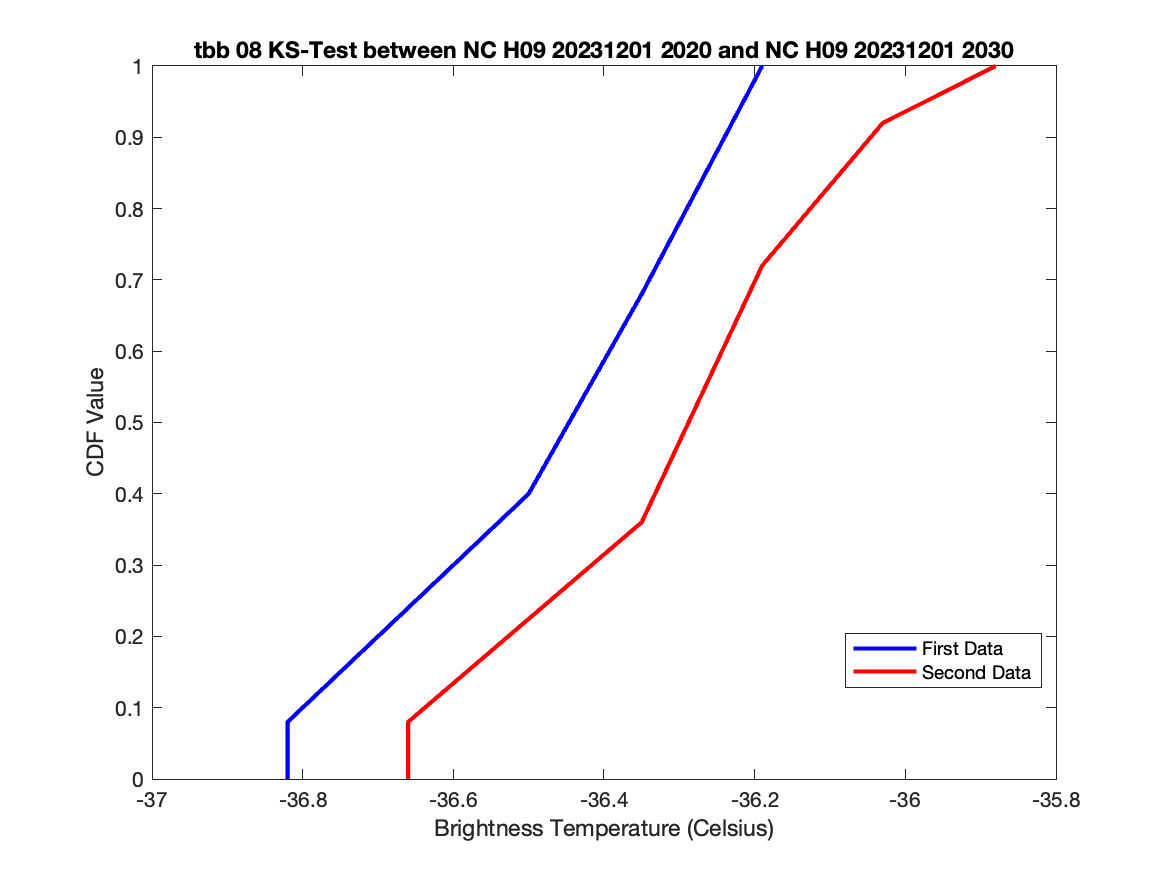 tbb 08 KS-Test between NC H09 20231201 2020 and NC H09 20231201 2030
1
0.9
0.8
0.7
0.6
0.5
0.4
0.3
0.2
0.1
0
CDF Value
First Data
Second Data
-37 -36.8 -36.6 -36.4 -36.2 -36 -35.8
Brightness Temperature (Celsius)